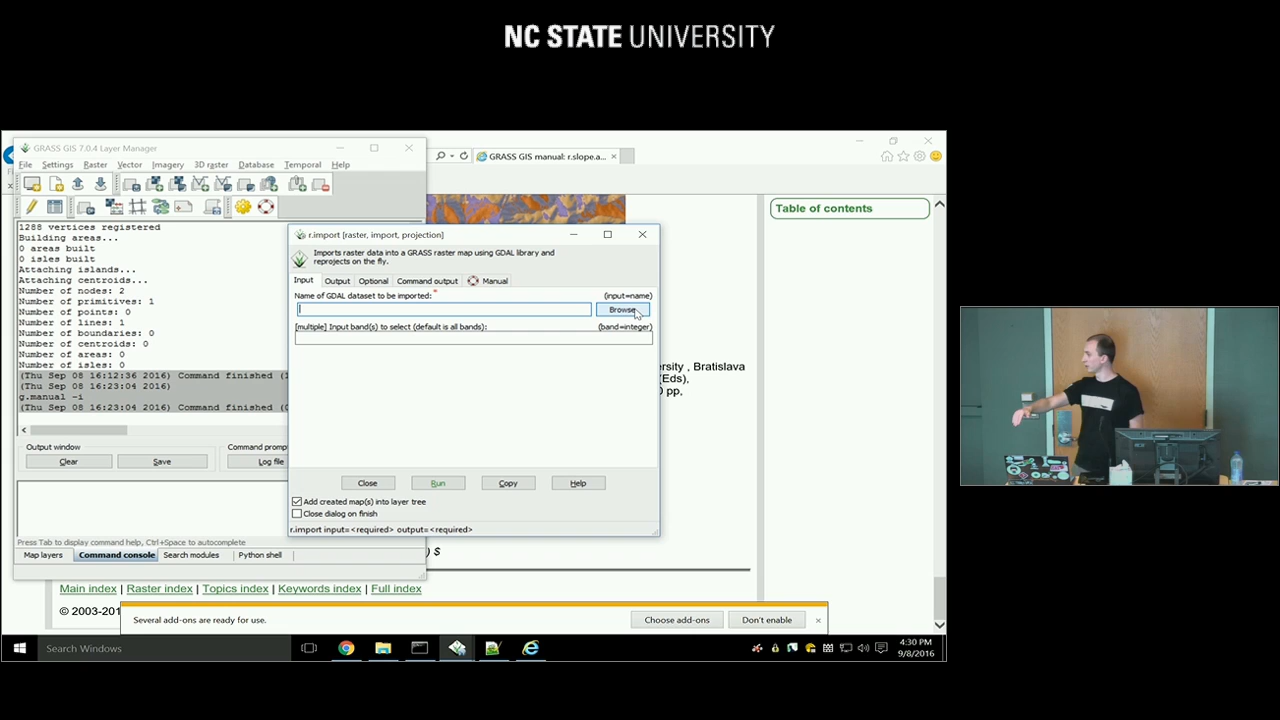 NC STATE UNIVERSITY
GRASS GIS 7.0.4 Layer Manager
File Settings Raster Vector Imagery 3D raster Database Temporal Help
GRASS GIS manual: r.slope.a...
Table of contents
1288 vertices registered
Building areas...
0 areas built
0 isles built
Attaching islands...
Attaching centroids...
Number of nodes: 2
Number of primitives: 1
Number of points: 0
Number of lines: 1
Number of boundaries: 0
Number of centroids: 0
Number of areas: 0
Number of isles: 0
(Thu Sep 08 16:12:36 2016) Command finished (1
(Thu Sep 08 16:23:04 2016)
g.manual -i
(Thu Sep 08 16:23:04 2016) Command finished (0
Output window
Command promp
Clear
Save
Log file
Press Tab to display command help, Ctrl+Space to autocomplete
Map layers Command console Search modules Python shell
r.import [raster, import, projection]
Imports raster data into a GRASS raster map using GDAL library and
reprojects on the fly.
Input Output Optional Command output Manual
Name of GDAL dataset to be imported:* (input=name)
Browse
[multiple] Input band(s) to select (default is all bands): (band=integer)
Close Run Copy Help
Add created map(s) into layer tree
Close dialog on finish
r.import input=<required> output=<required>
ersity , Bratislava
(Eds),
0 pp,
) $
Main index | Raster index | Topics index | Keywords index | Full index
© 2003-201
Several add-ons are ready for use.
Choose add-ons
Don't enable
Search Windows
4:30 PM
9/8/2016